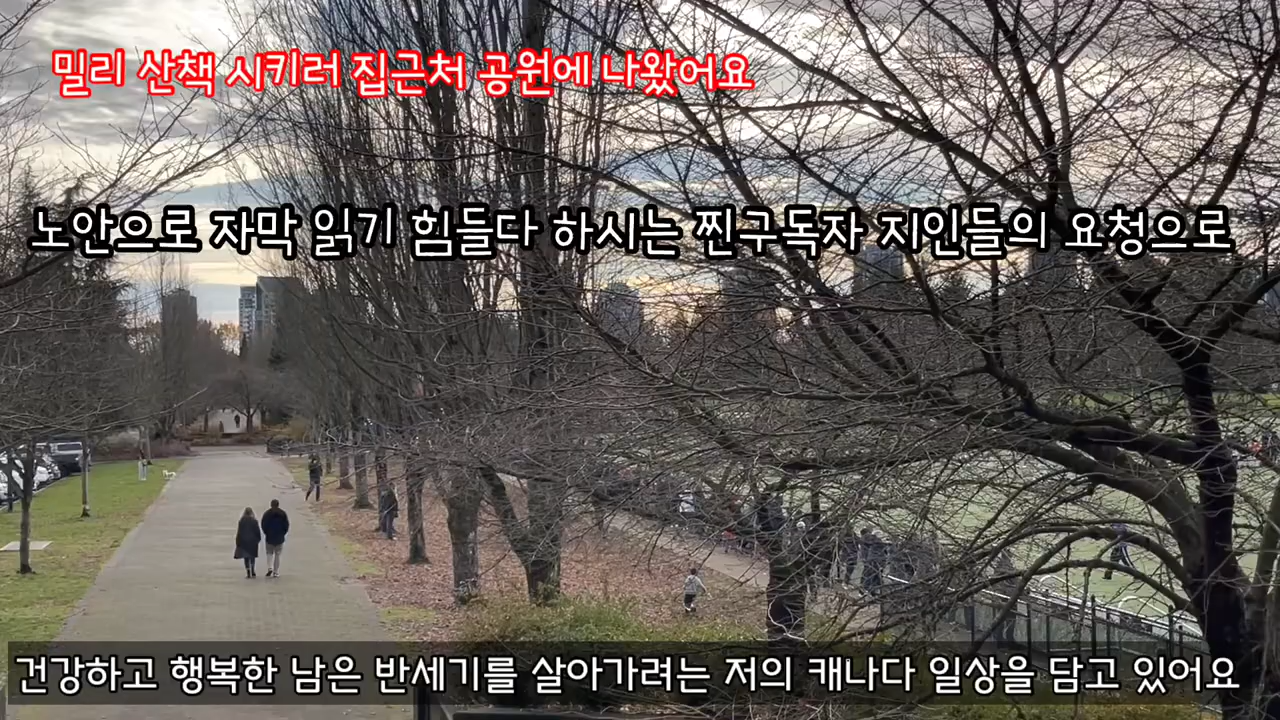 밀리 산책 시키러 집근처 공원에 나왔어요
노안으로 자막 읽기 힘들다 하시는 찐구독자 지인들의 요청으로
건강하고 행복한 남은 반세기를 살아가려는 저의 캐나다 일상을 담고 있어요